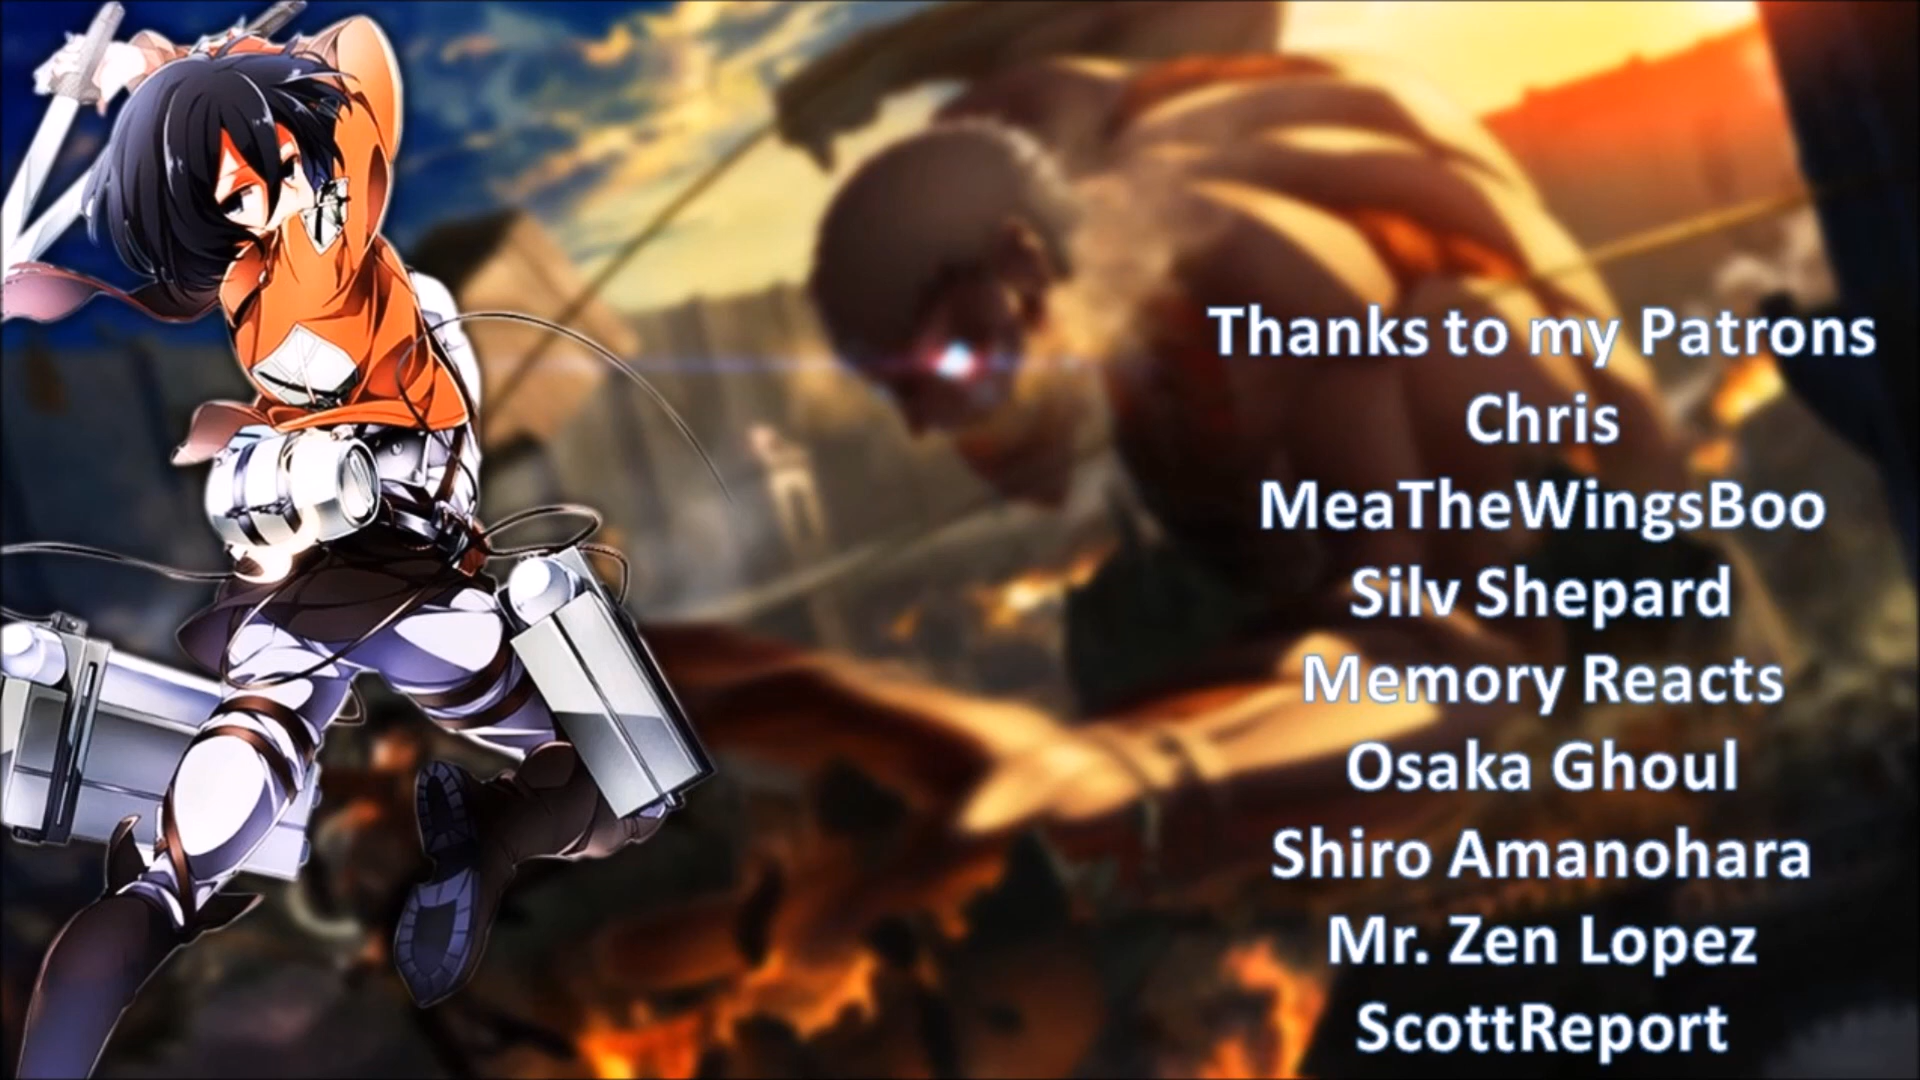 Thanks to my Patrons
Chris
MeaTheWingsBoo
Silv Shepard
Memory Reacts
Osaka Ghoul
Shiro Amanohara
Mr. Zen Lopez
ScottReport